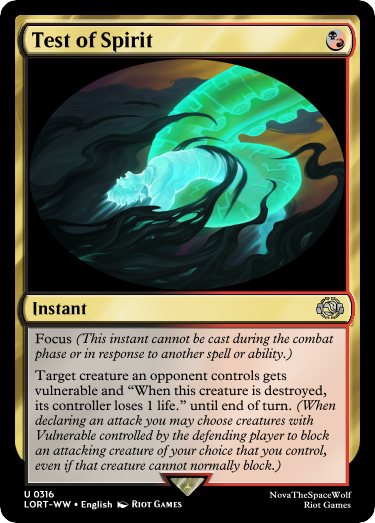 Test of Spirit
Instant
Focus (This instant cannot be cast during the combat
phase or in response to another spell or ability.)
Target creature an opponent controls gets
vulnerable and “When this creature is destroyed,
its controller loses 1 life.” until end of turn. (When
declaring an attack you may choose creatures with
Vulnerable controlled by the defending player to block
an attacking creature of your choice that you control,
even if that creature cannot normally block.)
U 0316
LORT-WW • English RIOT GAMES
NovaTheSpaceWolf
Riot Games